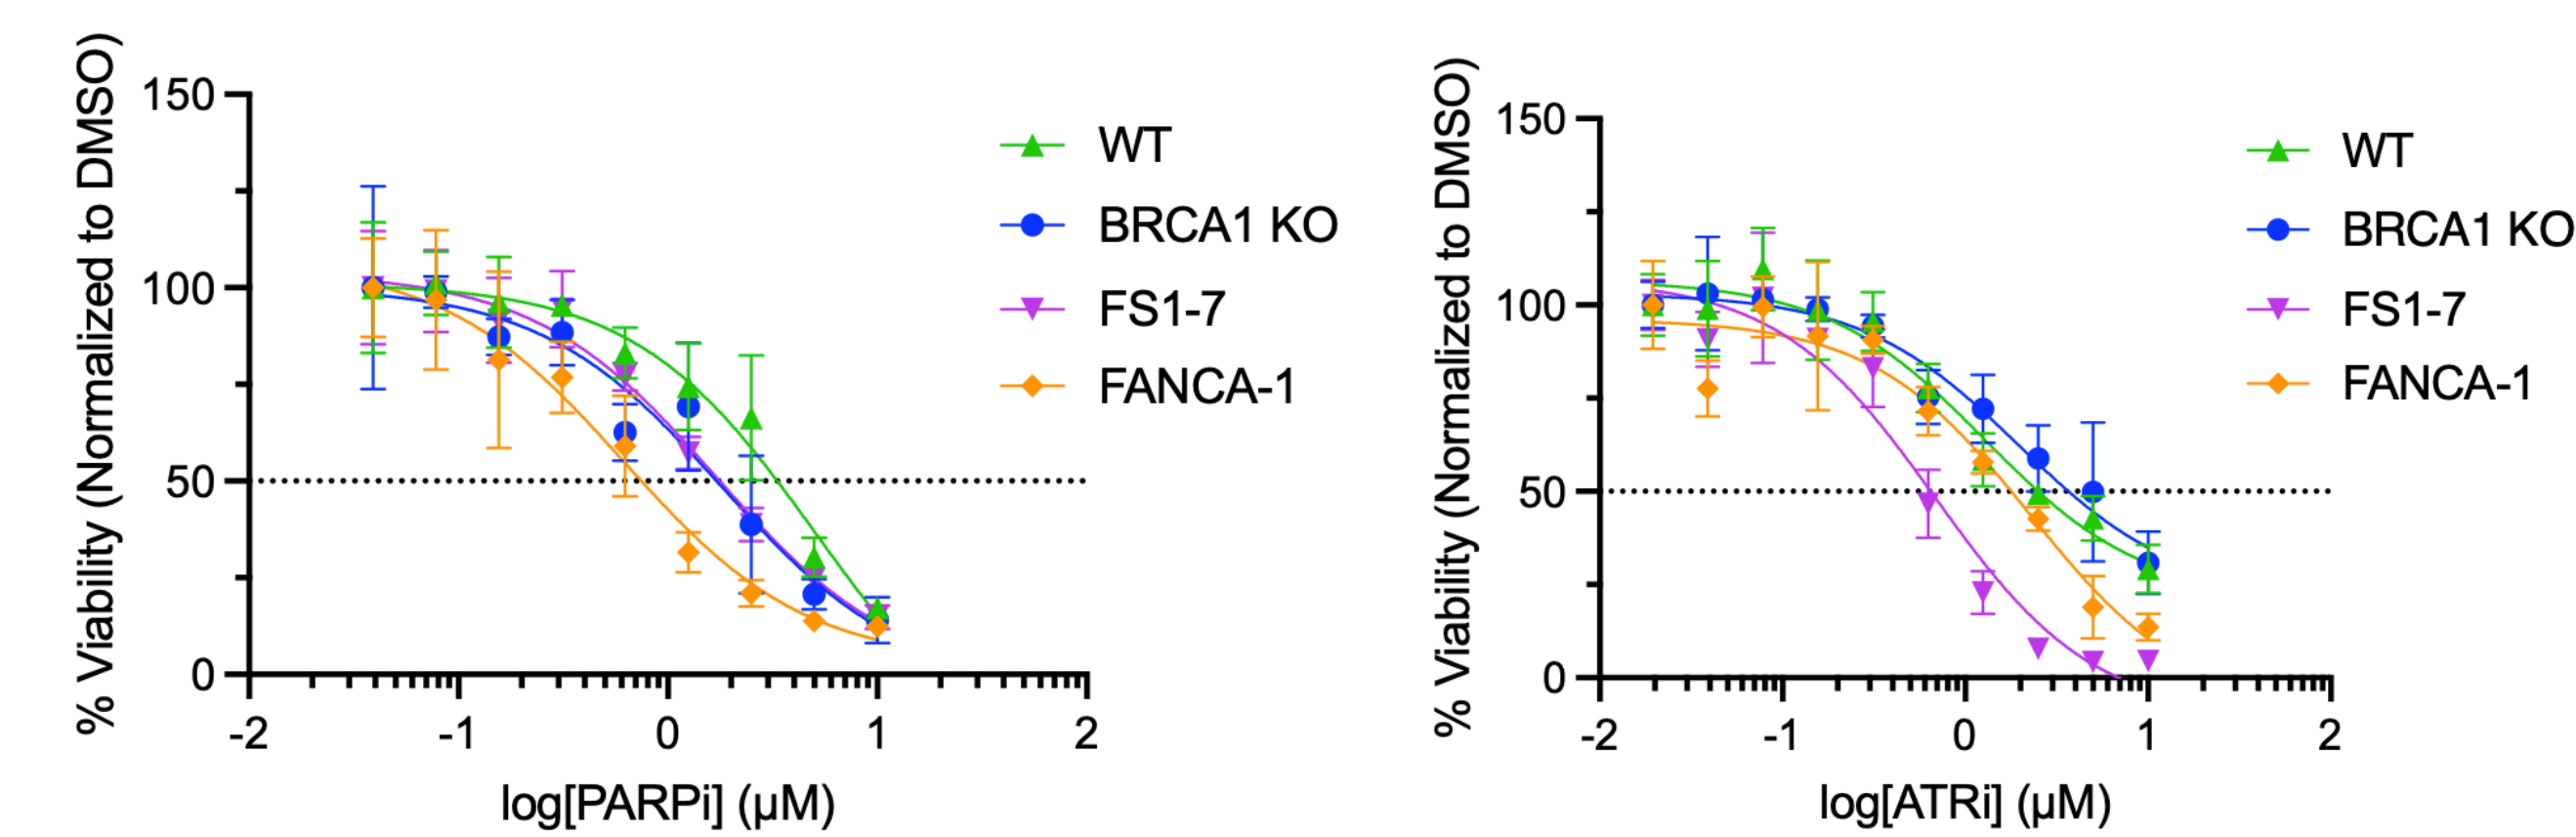 % Viability (Normalized to DMSO)
150
100
50
0
-2 -1 0 1 2
log[PARPi] (µM)
WT
BRCA1 KO
FS1-7
FANCA-1
% Viability (Normalized to DMSO)
150
100
50
0
-2 -1 0 1 2
log[ATRi] (µM)
WT
BRCA1 KO
FS1-7
FANCA-1